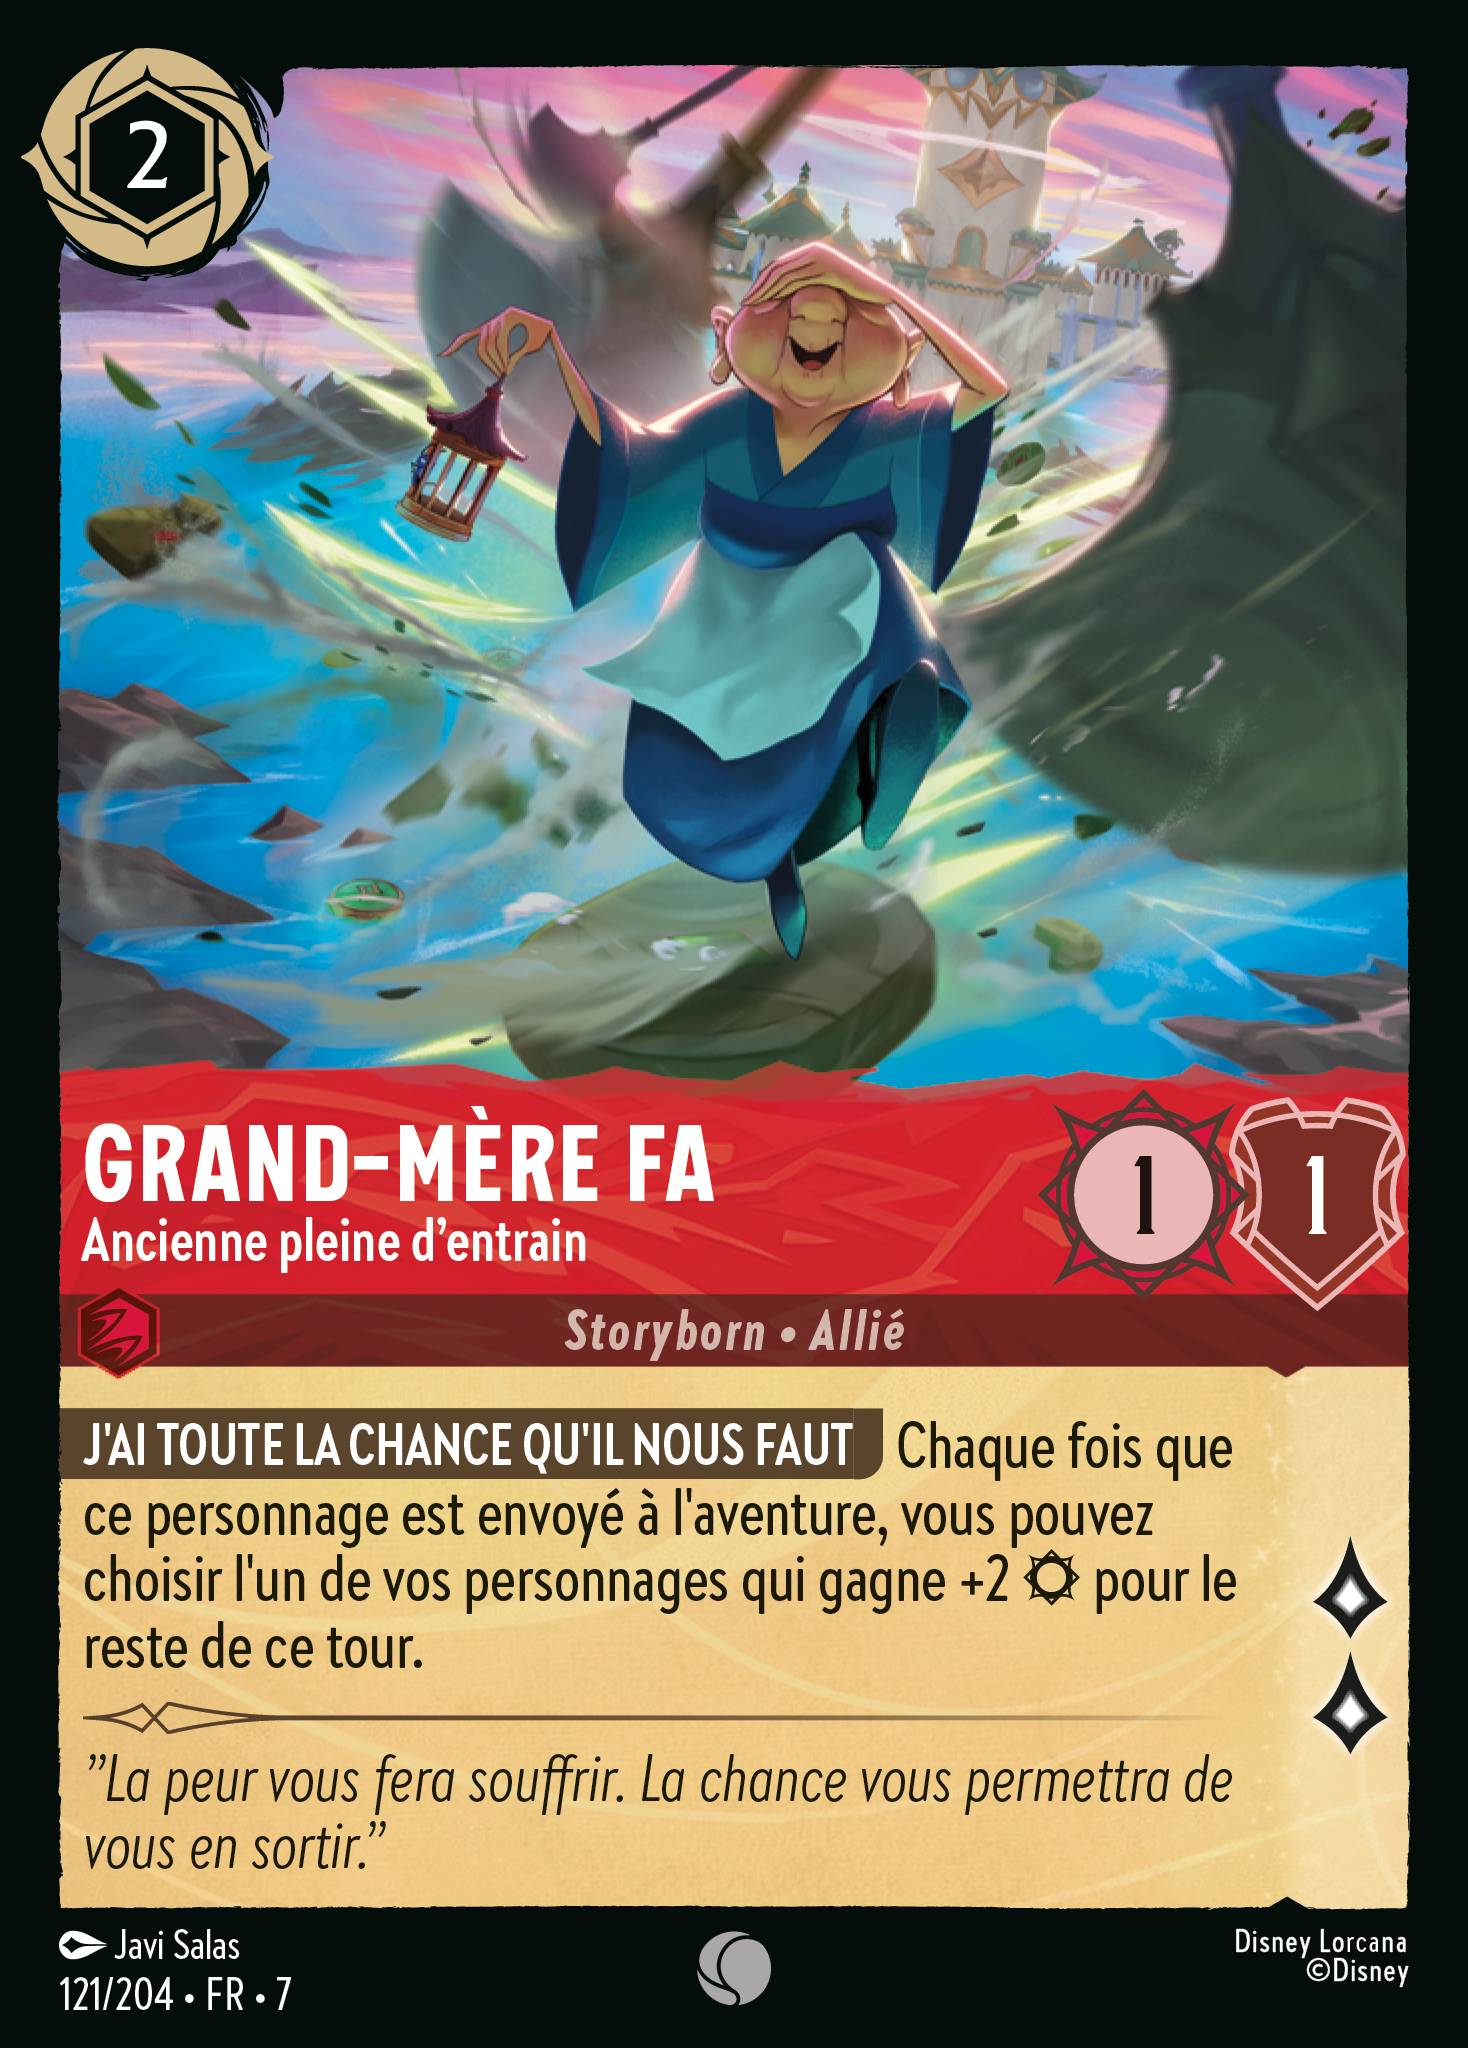 2
GRAND-MÈRE FA
Ancienne pleine d’entrain
1 1
Storyborn • Allié
J'AI TOUTE LA CHANCE QU'IL NOUS FAUT Chaque fois que
ce personnage est envoyé à l'aventure, vous pouvez
choisir l'un de vos personnages qui gagne +2 pour le
reste de ce tour.
”La peur vous fera souffrir. La chance vous permettra de
vous en sortir.”
Javi Salas
121/204 • FR • 7
Disney Lorcana
©Disney